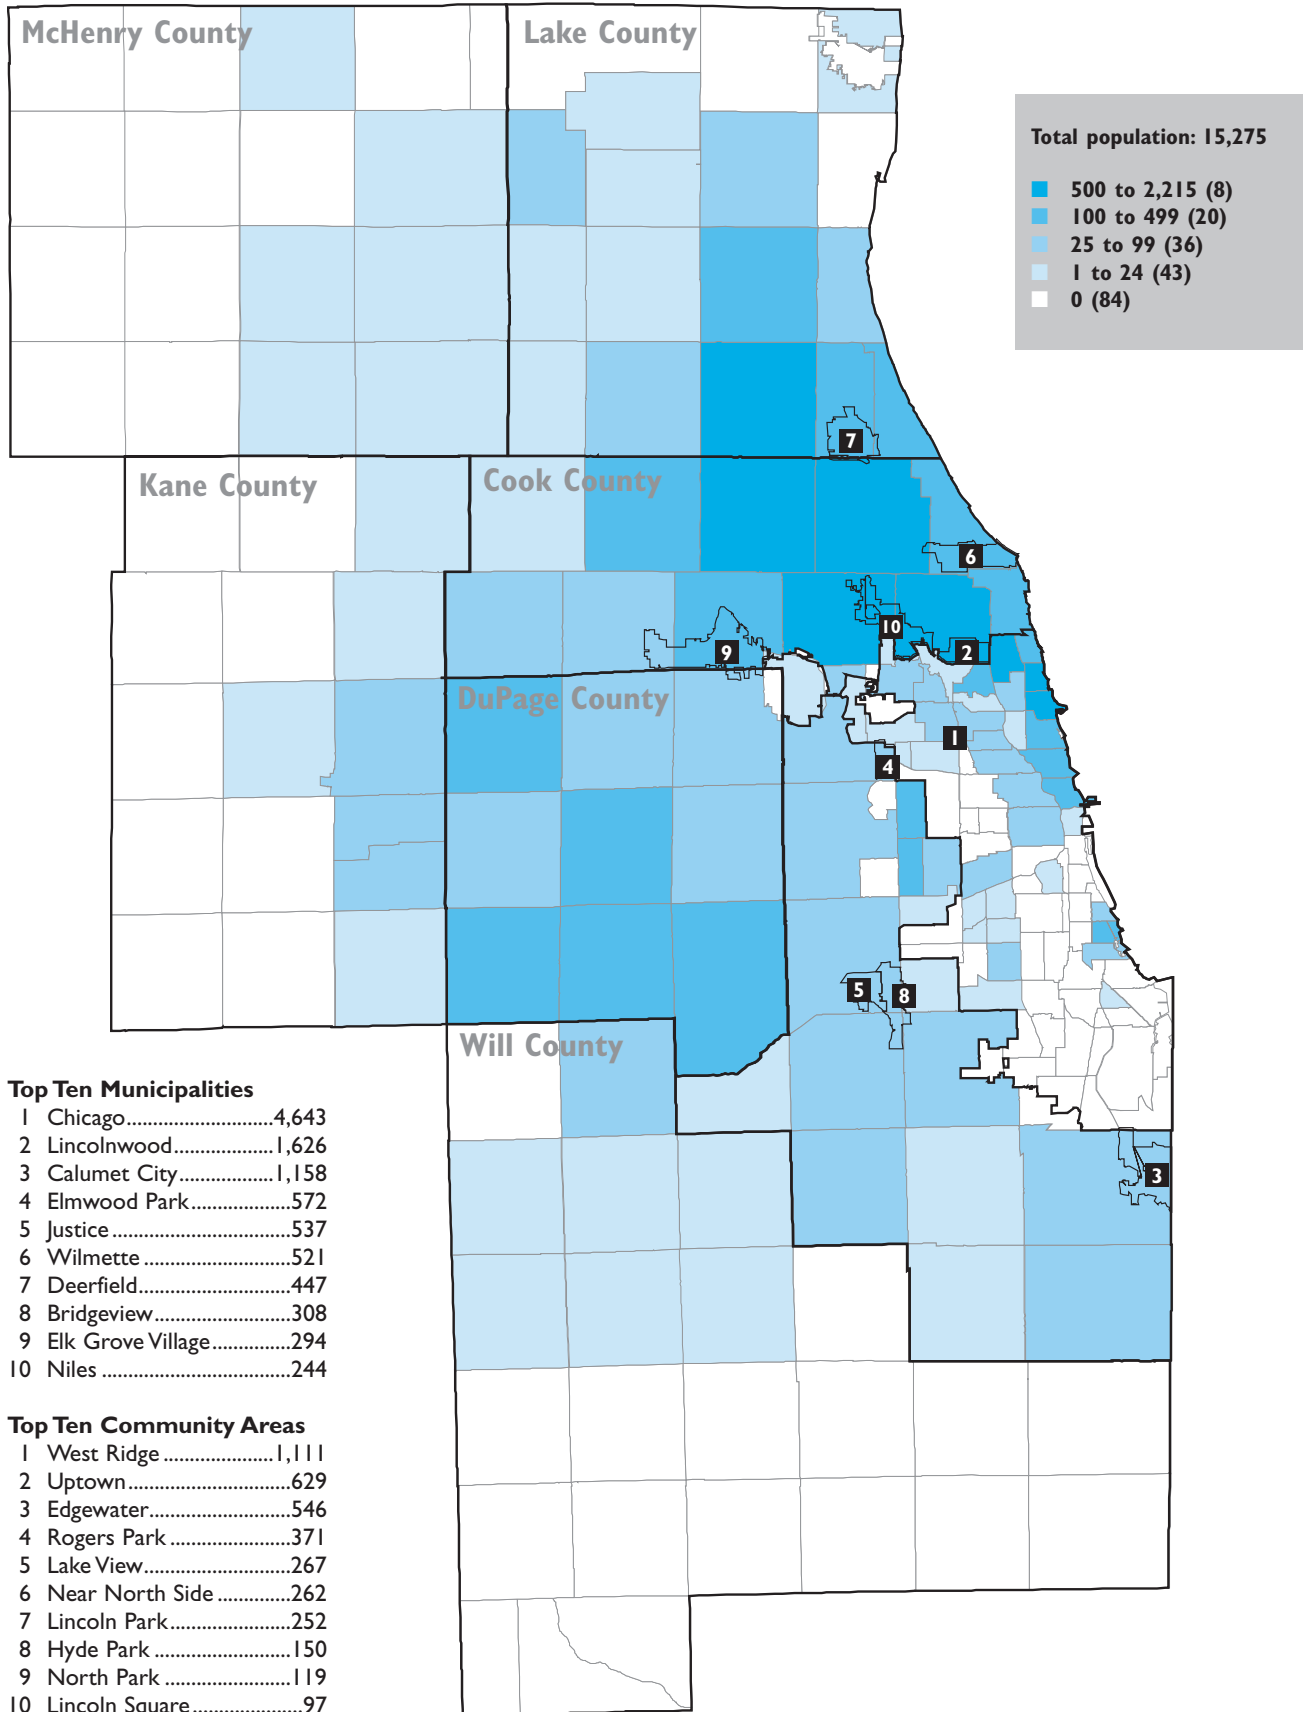 McHenry County
Lake County
Total population: 15,275
500 to 2,215 (8)
100 to 499 (20)
25 to 99 (36)
1 to 24 (43)
0 (84)
7
Kane County
Cook County
6
10
2
9
DuPage County
1
4
5
8
Will County
3
Top Ten Municipalities
1 Chicago..........................4,643
2 Lincolnwood......................1,626
3 Calumet City...................1,158
4 Elmwood Park....................572
5 Justice ................................537
6 Wilmette ..........................521
7 Deerfield............................447
8 Bridgeview.........................308
9 Elk Grove Village...............294
10 Niles .................................244
Top Ten Community Areas
1 West Ridge ......................1,111
2 Uptown..............................629
3 Edgewater..........................546
4 Rogers Park .......................371
5 Lake View...........................267
6 Near North Side ..............262
7 Lincoln Park.......................252
8 Hyde Park .........................150
9 North Park ........................119
10 Lincoln Square.....................97